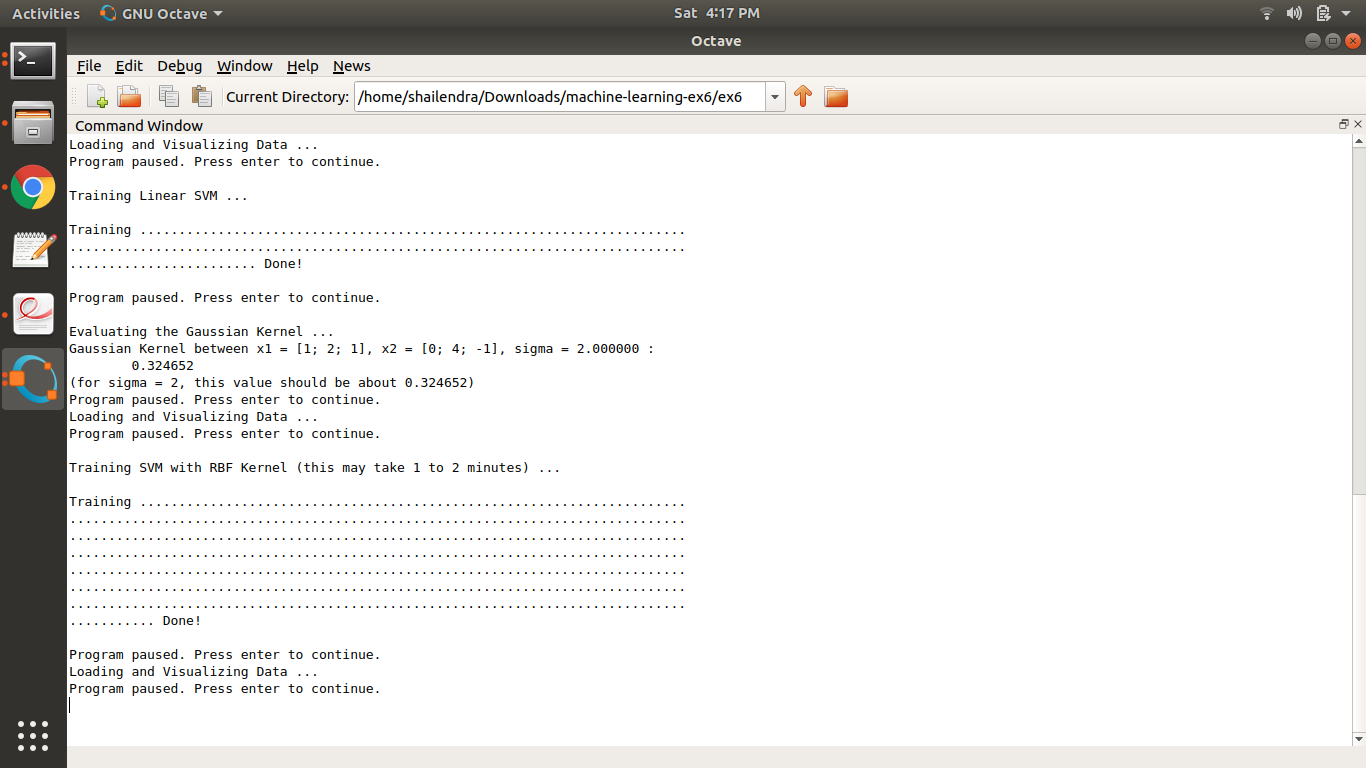 Activities
GNU Octave
Sat 4:17 PM
Octave
File Edit Debug Window Help News
Current Directory: /home/shailendra/Downloads/machine-learning-ex6/ex6
Command Window
Loading and Visualizing Data ...
Program paused. Press enter to continue.
Training Linear SVM ...
Training ......................................................................
...............................................................................
........................ Done!
Program paused. Press enter to continue.
Evaluating the Gaussian Kernel ...
Gaussian Kernel between x1 = [1; 2; 1], x2 = [0; 4; -1], sigma = 2.000000 :
0.324652
(for sigma = 2, this value should be about 0.324652)
Program paused. Press enter to continue.
Loading and Visualizing Data ...
Program paused. Press enter to continue.
Training SVM with RBF Kernel (this may take 1 to 2 minutes) ...
Training ......................................................................
...............................................................................
...............................................................................
...............................................................................
...............................................................................
...............................................................................
...............................................................................
........... Done!
Program paused. Press enter to continue.
Loading and Visualizing Data ...
Program paused. Press enter to continue.